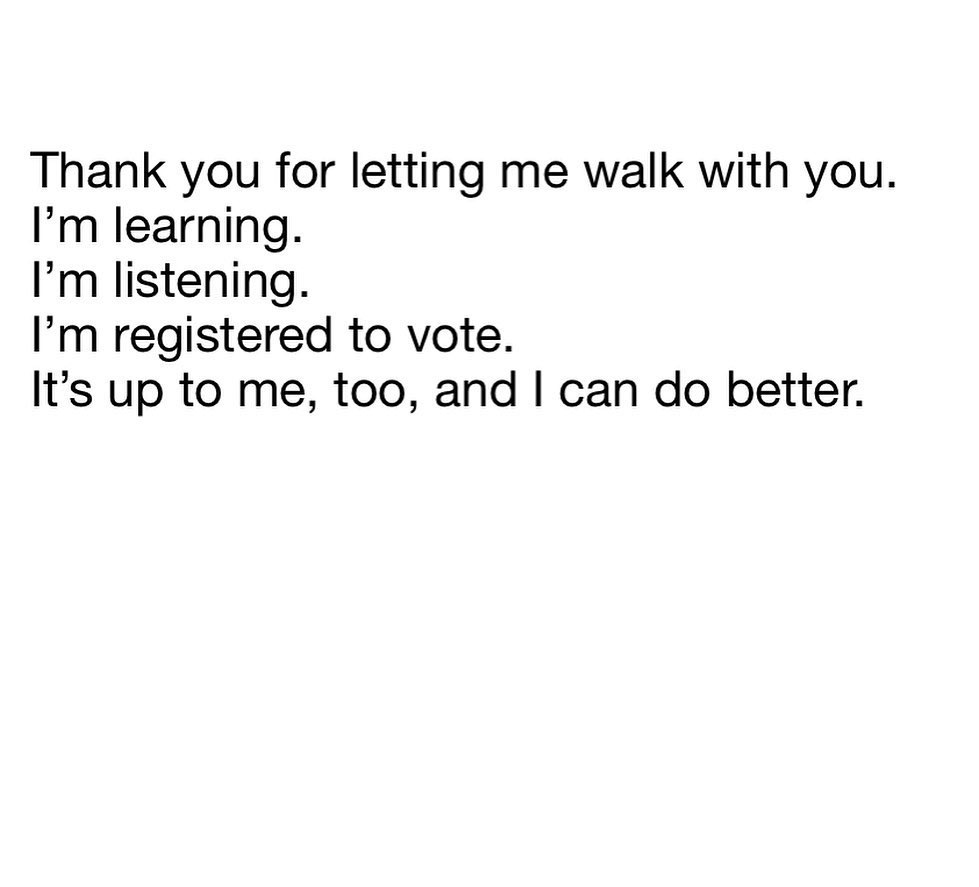 Thank you for letting me walk with you.
I’m learning.
I’m listening.
I’m registered to vote.
It’s up to me, too, and I can do better.